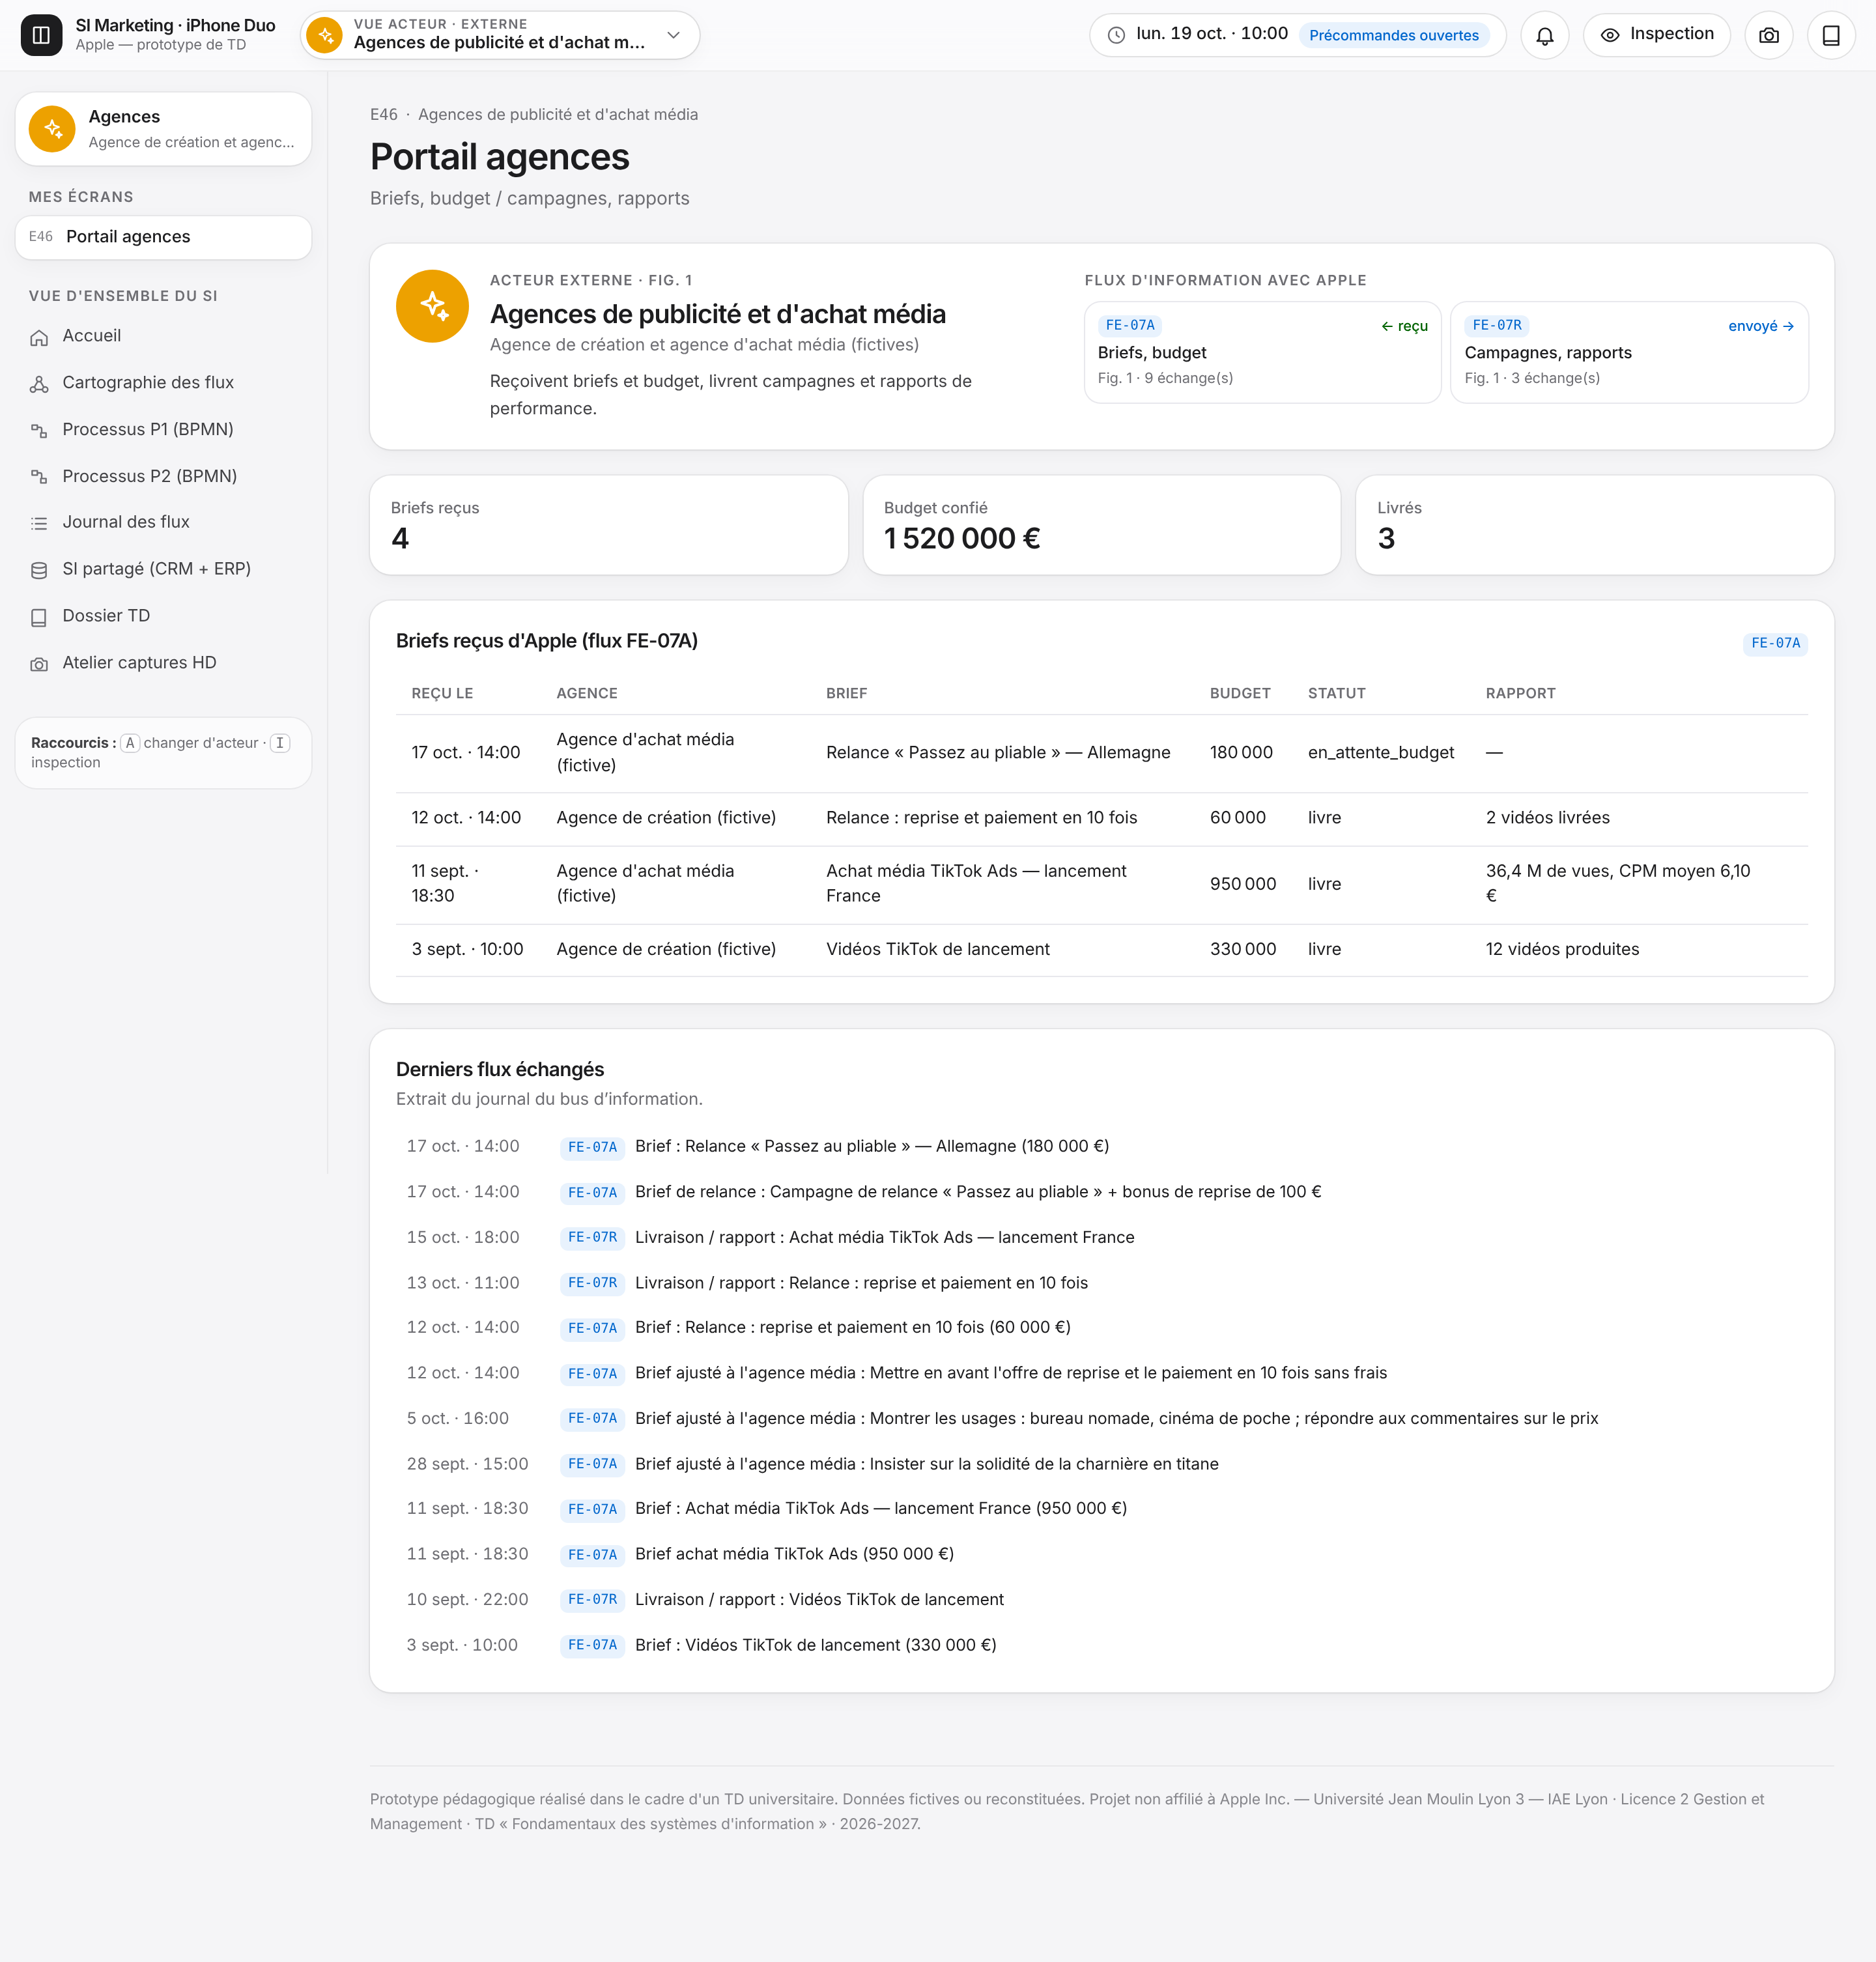 SI Marketing · iPhone Duo
Apple — prototype de TD
VUE ACTEUR · EXTERNE
Agences de publicité et d'achat m...
lun. 19 oct. · 10:00
Précommandes ouvertes
Inspection
Agences
Agence de création et agenc...
MES ÉCRANS
E46 Portail agences
VUE D'ENSEMBLE DU SI
Accueil
Cartographie des flux
Processus P1 (BPMN)
Processus P2 (BPMN)
Journal des flux
SI partagé (CRM + ERP)
Dossier TD
Atelier captures HD
Raccourcis : A changer d'acteur · I
inspection
E46 · Agences de publicité et d'achat média
Portail agences
Briefs, budget / campagnes, rapports
ACTEUR EXTERNE · FIG. 1
Agences de publicité et d'achat média
Agence de création et agence d'achat média (fictives)
Reçoivent briefs et budget, livrent campagnes et rapports de
performance.
FLUX D'INFORMATION AVEC APPLE
FE-07A ← reçu
Briefs, budget
Fig. 1 · 9 échange(s)
FE-07R envoyé →
Campagnes, rapports
Fig. 1 · 3 échange(s)
Briefs reçus
4
Budget confié
1 520 000 €
Livrés
3
Briefs reçus d'Apple (flux FE-07A)
FE-07A
REÇU LE AGENCE BRIEF BUDGET STATUT RAPPORT
17 oct. · 14:00 Agence d'achat média (fictive) Relance « Passez au pliable » — Allemagne 180 000 en_attente_budget —
12 oct. · 14:00 Agence de création (fictive) Relance : reprise et paiement en 10 fois 60 000 livre 2 vidéos livrées
11 sept. · 18:30 Agence d'achat média (fictive) Achat média TikTok Ads — lancement France 950 000 livre 36,4 M de vues, CPM moyen 6,10 €
3 sept. · 10:00 Agence de création (fictive) Vidéos TikTok de lancement 330 000 livre 12 vidéos produites
Derniers flux échangés
Extrait du journal du bus d’information.
17 oct. · 14:00 FE-07A Brief : Relance « Passez au pliable » — Allemagne (180 000 €)
17 oct. · 14:00 FE-07A Brief de relance : Campagne de relance « Passez au pliable » + bonus de reprise de 100 €
15 oct. · 18:00 FE-07R Livraison / rapport : Achat média TikTok Ads — lancement France
13 oct. · 11:00 FE-07R Livraison / rapport : Relance : reprise et paiement en 10 fois
12 oct. · 14:00 FE-07A Brief : Relance : reprise et paiement en 10 fois (60 000 €)
12 oct. · 14:00 FE-07A Brief ajusté à l'agence média : Mettre en avant l'offre de reprise et le paiement en 10 fois sans frais
5 oct. · 16:00 FE-07A Brief ajusté à l'agence média : Montrer les usages : bureau nomade, cinéma de poche ; répondre aux commentaires sur le prix
28 sept. · 15:00 FE-07A Brief ajusté à l'agence média : Insister sur la solidité de la charnière en titane
11 sept. · 18:30 FE-07A Brief : Achat média TikTok Ads — lancement France (950 000 €)
11 sept. · 18:30 FE-07A Brief achat média TikTok Ads (950 000 €)
10 sept. · 22:00 FE-07R Livraison / rapport : Vidéos TikTok de lancement
3 sept. · 10:00 FE-07A Brief : Vidéos TikTok de lancement (330 000 €)
Prototype pédagogique réalisé dans le cadre d'un TD universitaire. Données fictives ou reconstituées. Projet non affilié à Apple Inc. — Université Jean Moulin Lyon 3 — IAE Lyon · Licence 2 Gestion et
Management · TD « Fondamentaux des systèmes d'information » · 2026-2027.